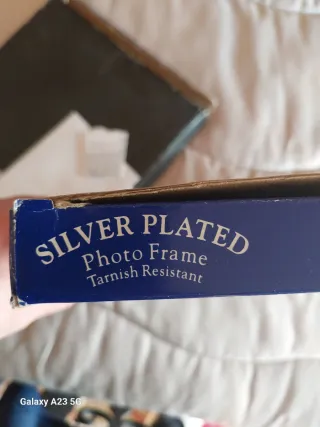 SILVER PLATED
Photo Frame
Tarnish Resistant
Galaxy A23 5G